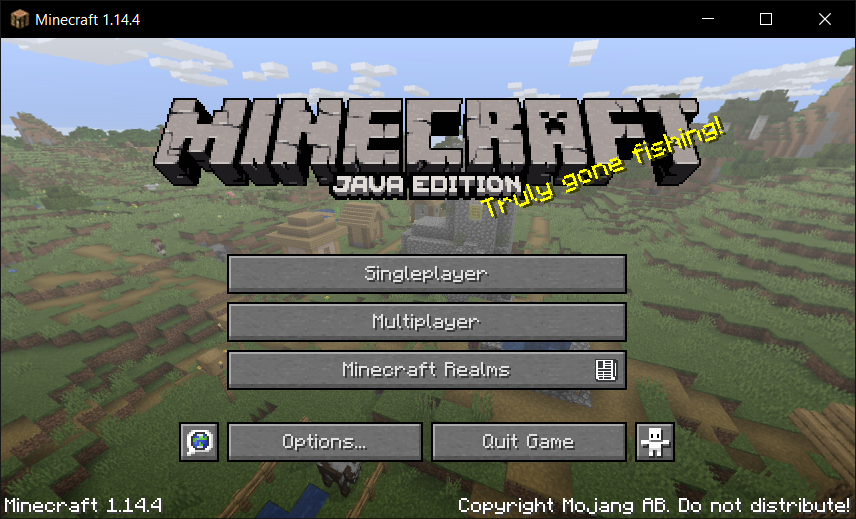 Minecraft 1.14.4
MINECRAFT
JAVA EDITION
Truly gone fishing!
Singleplayer
Multiplayer
Minecraft Realms
Options...
Quit Game
Minecraft 1.14.4
Copyright Mojang AB. Do not distribute!